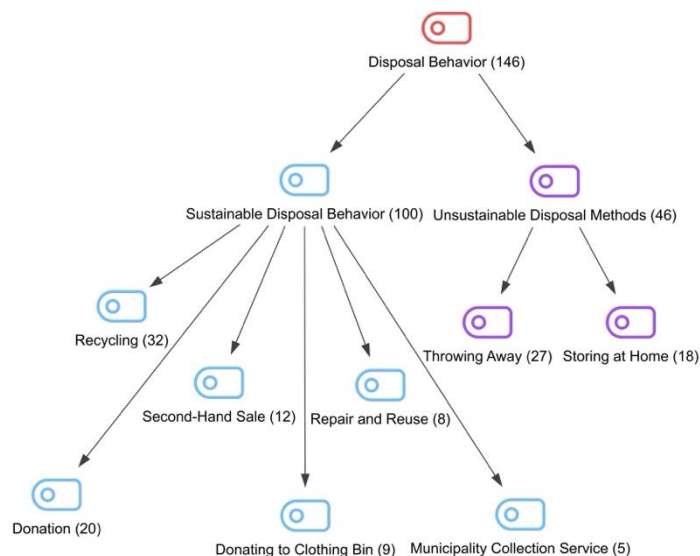 Disposal Behavior (146)
Sustainable Disposal Behavior (100)
Unsustainable Disposal Methods (46)
Recycling (32)
Throwing Away (27)
Storing at Home (18)
Second-Hand Sale (12)
Repair and Reuse (8)
Donation (20)
Donating to Clothing Bin (9)
Municipality Collection Service (5)